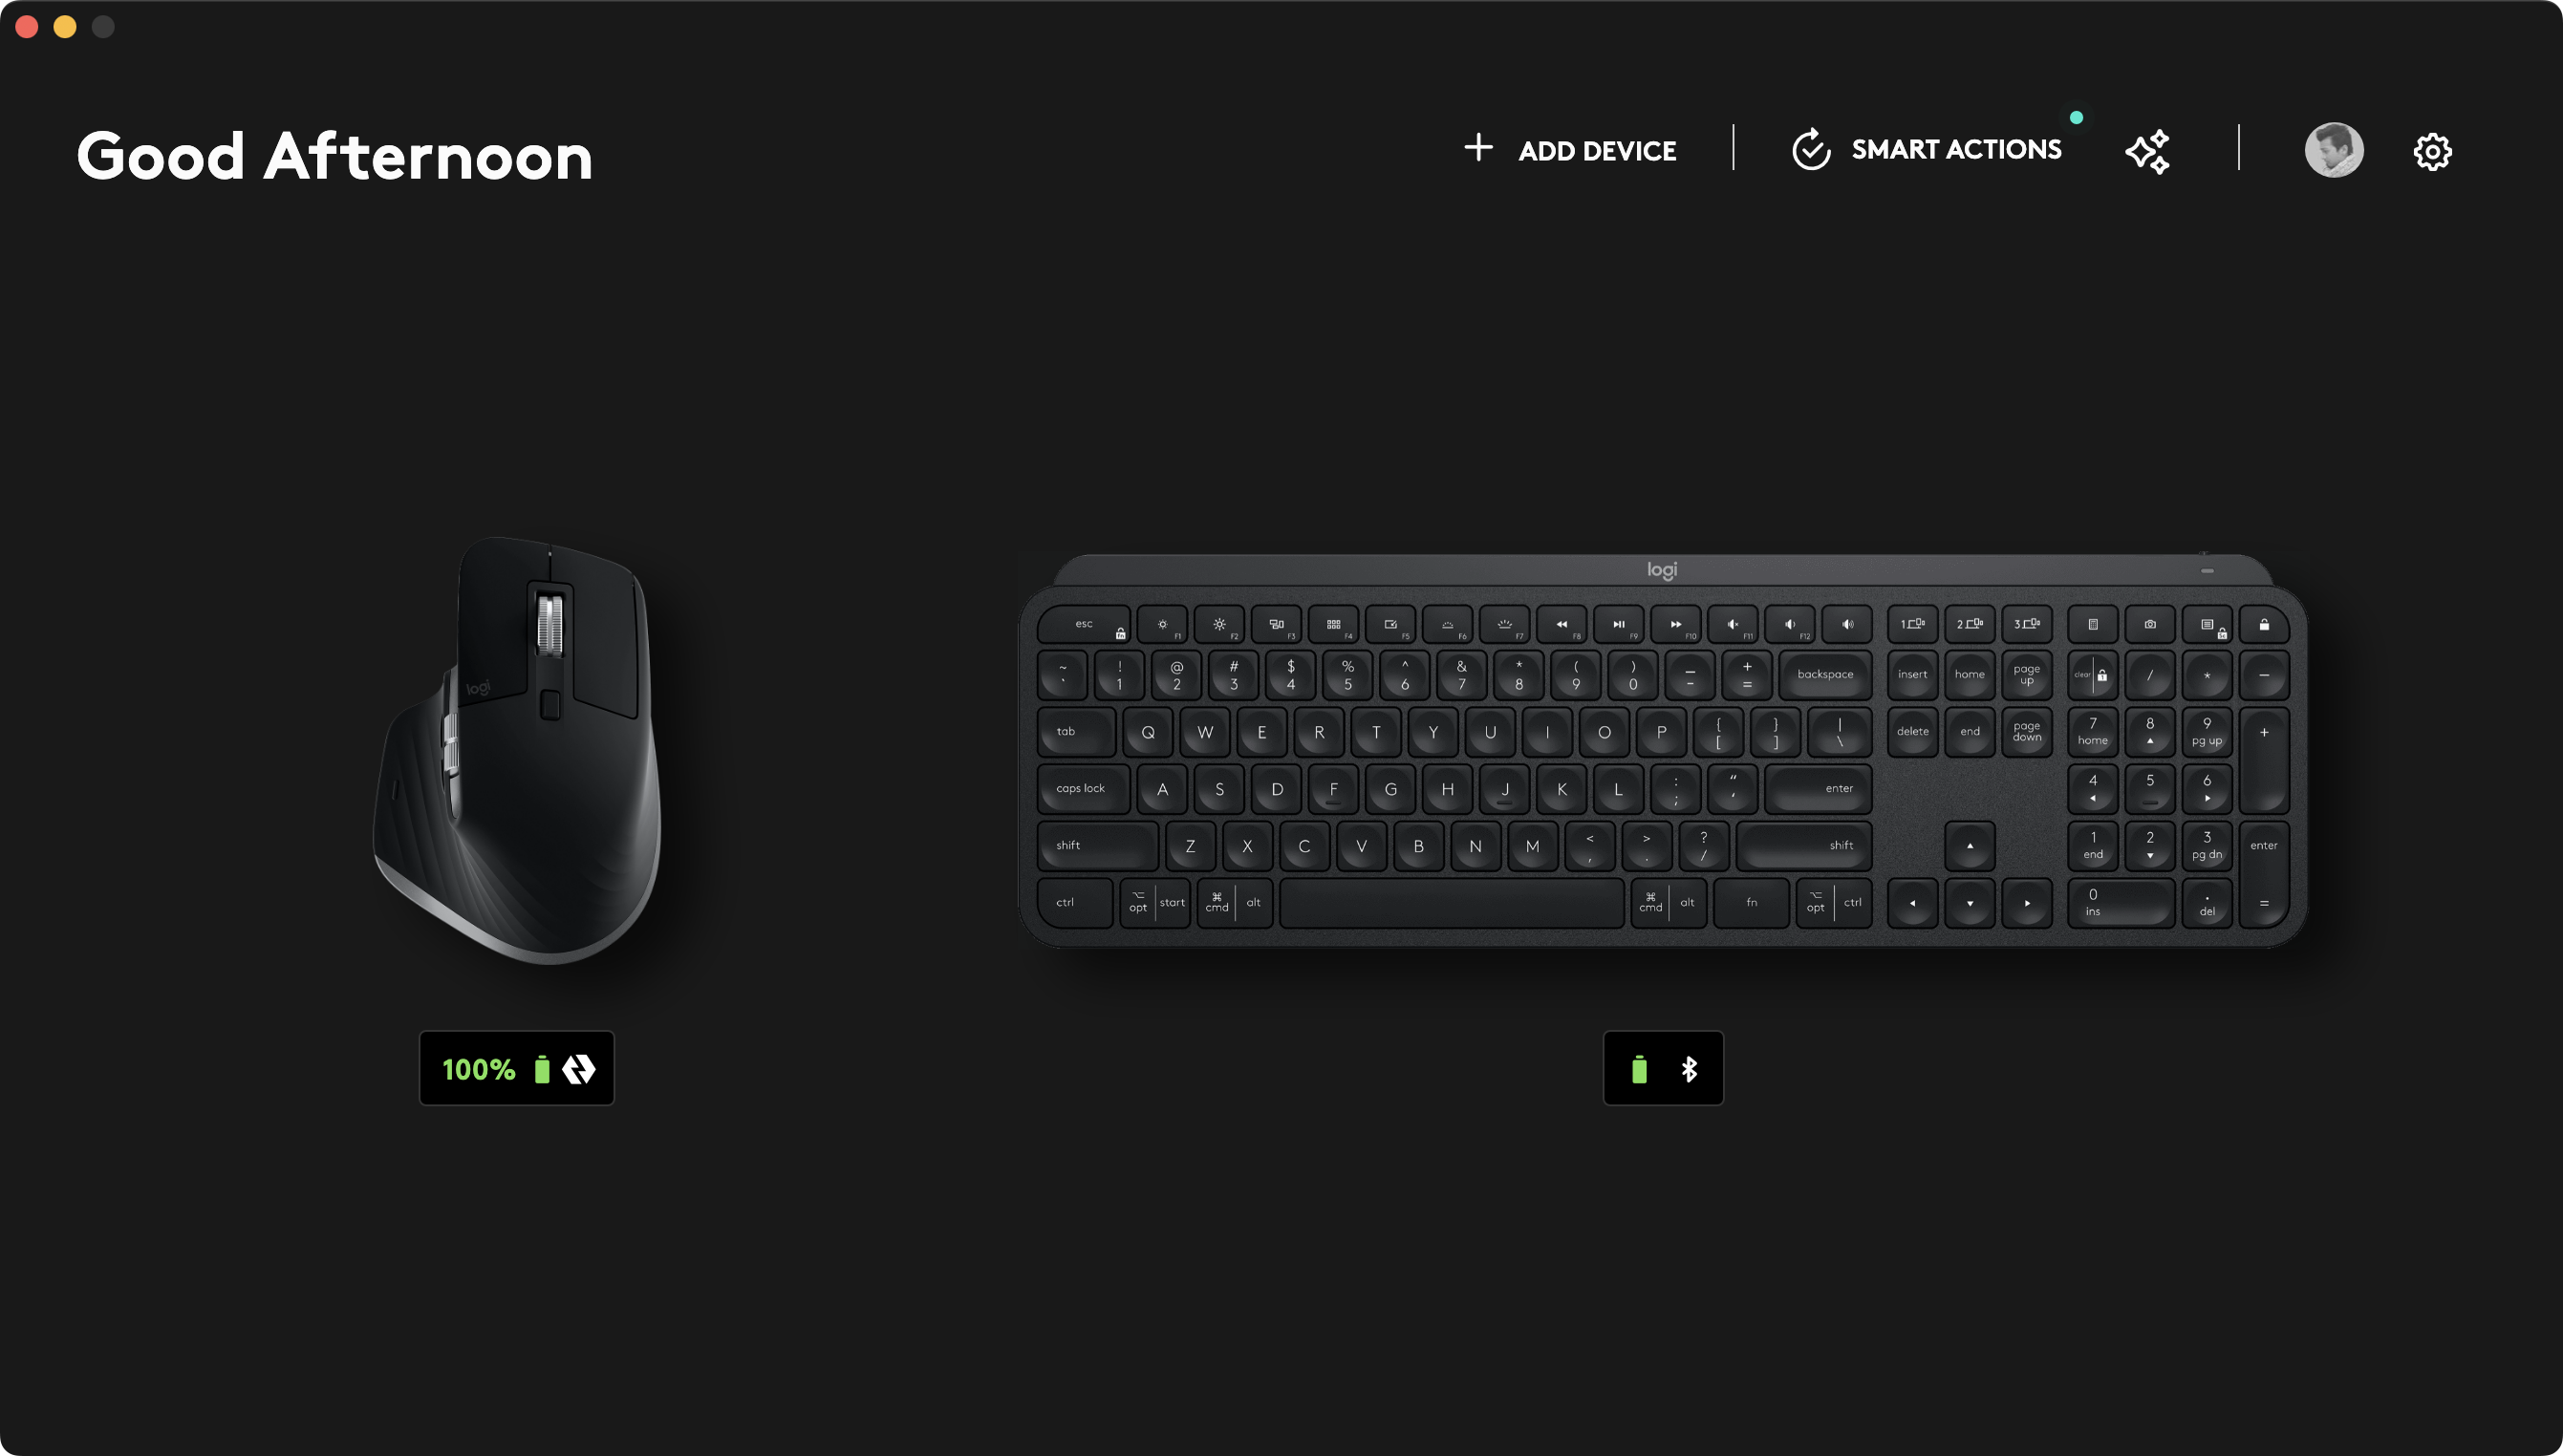 Good Afternoon
ADD DEVICE
SMART ACTIONS
logi
logi
esc F1 F2 F3 F4 F5 F6 F7 F8 F9 F10 F11 F12 1 2 3
~ ` ! 1 @ 2 # 3 $ 4 % 5 ^ 6 & 7 * 8 ( 9 ) 0 _ - + = backspace insert home page up clear / * −
tab Q W E R T Y U I O P { [ } ] | \ delete end page down 7 home 8 9 pg up +
caps lock A S D F G H J K L : ; “ ‘ enter 4 5 6
shift Z X C V B N M < , > . ? / shift 1 end 2 3 pg dn enter
ctrl opt start ⌘ cmd alt ⌘ cmd alt fn opt ctrl 0 ins . del =
100%